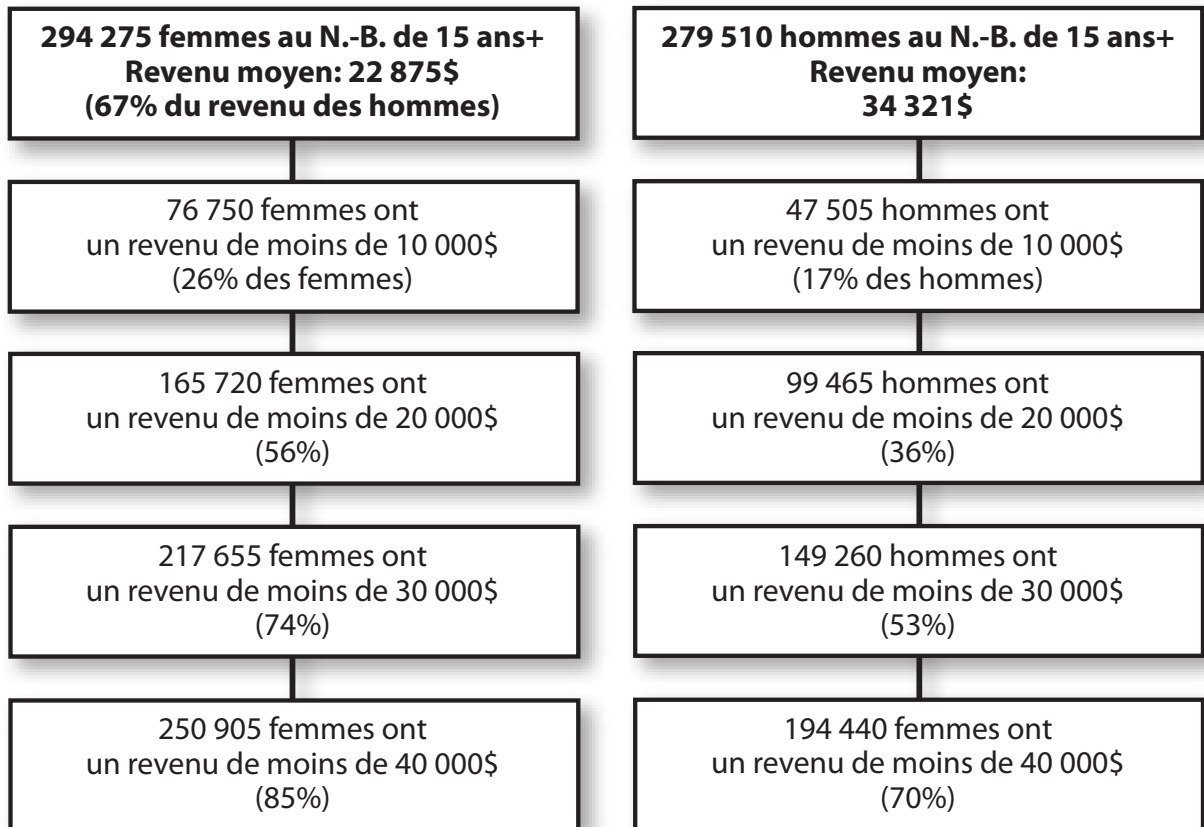 294 275 femmes au N.-B. de 15 ans+
Revenu moyen: 22 875$
(67% du revenu des hommes)
76 750 femmes ont
un revenu de moins de 10 000$
(26% des femmes)
165 720 femmes ont
un revenu de moins de 20 000$
(56%)
217 655 femmes ont
un revenu de moins de 30 000$
(74%)
250 905 femmes ont
un revenu de moins de 40 000$
(85%)
279 510 hommes au N.-B. de 15 ans+
Revenu moyen:
34 321$
47 505 hommes ont
un revenu de moins de 10 000$
(17% des hommes)
99 465 hommes ont
un revenu de moins de 20 000$
(36%)
149 260 hommes ont
un revenu de moins de 30 000$
(53%)
194 440 femmes ont
un revenu de moins de 40 000$
(70%)